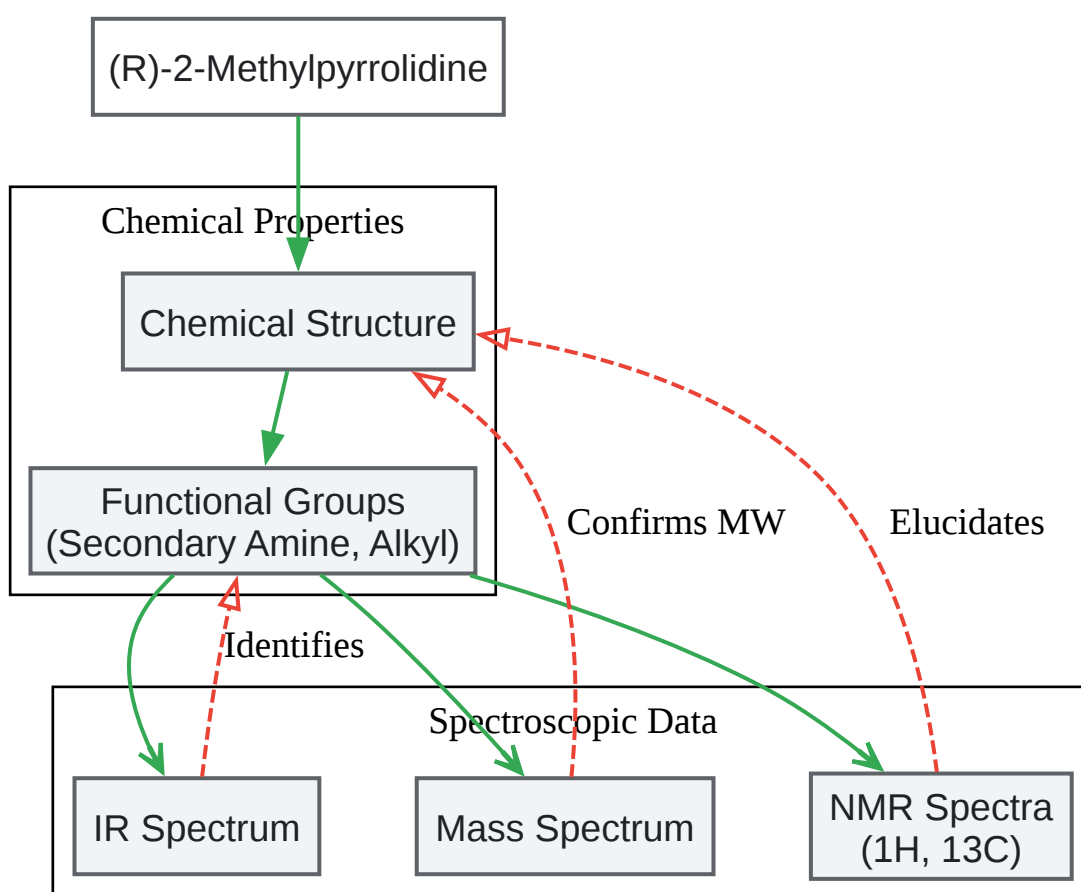 (R)-2-Methylpyrrolidine
Chemical Properties
Chemical Structure
Functional Groups
(Secondary Amine, Alkyl)
Confirms MW
Elucidates
Identifies
Spectroscopic Data
IR Spectrum
Mass Spectrum
NMR Spectra
(1H, 13C)